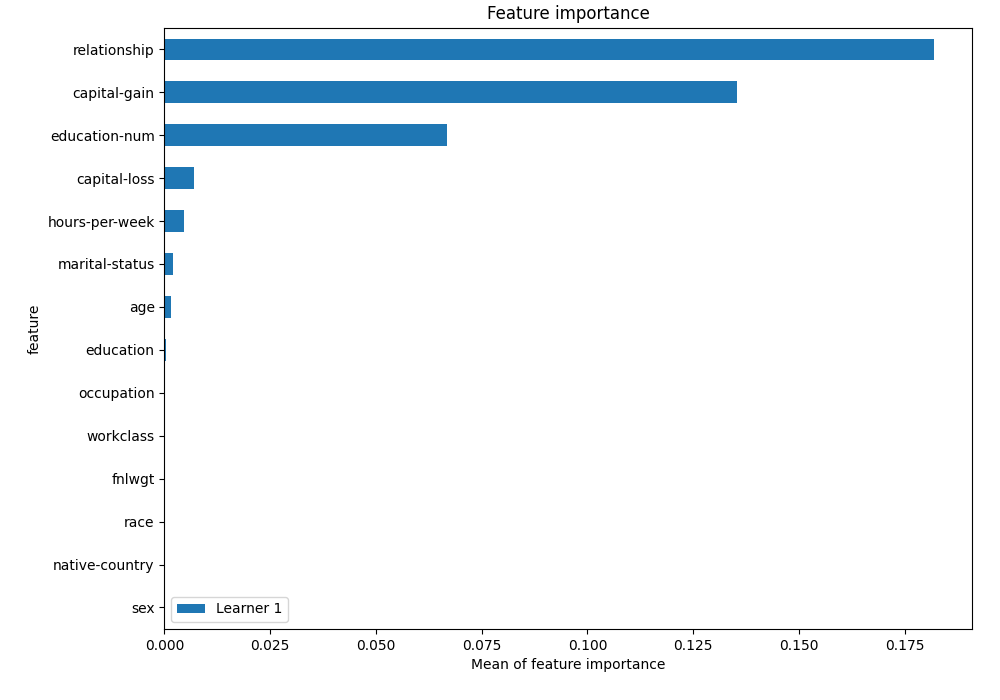 Feature importance
relationship
capital-gain
education-num
capital-loss
hours-per-week
marital-status
age
education
occupation
workclass
fnlwgt
race
native-country
sex
feature
Learner 1
0.000 0.025 0.050 0.075 0.100 0.125 0.150 0.175
Mean of feature importance